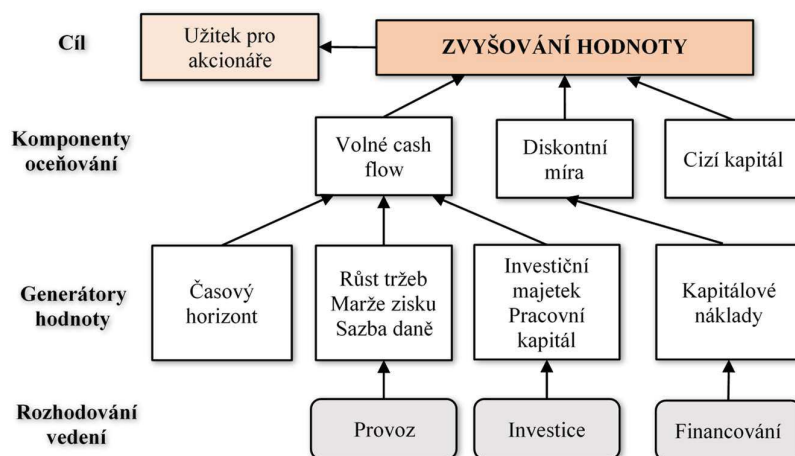 Cíl
Užitek pro
akcionáře
ZVYŠOVÁNÍ HODNOTY
Komponenty
oceňování
Volné cash
flow
Diskontní
míra
Cizí kapitál
Generátory
hodnoty
Časový
horizont
Růst tržeb
Marže zisku
Sazba daně
Investiční
majetek
Pracovní
kapitál
Kapitálové
náklady
Rozhodování
vedení
Provoz
Investice
Financování